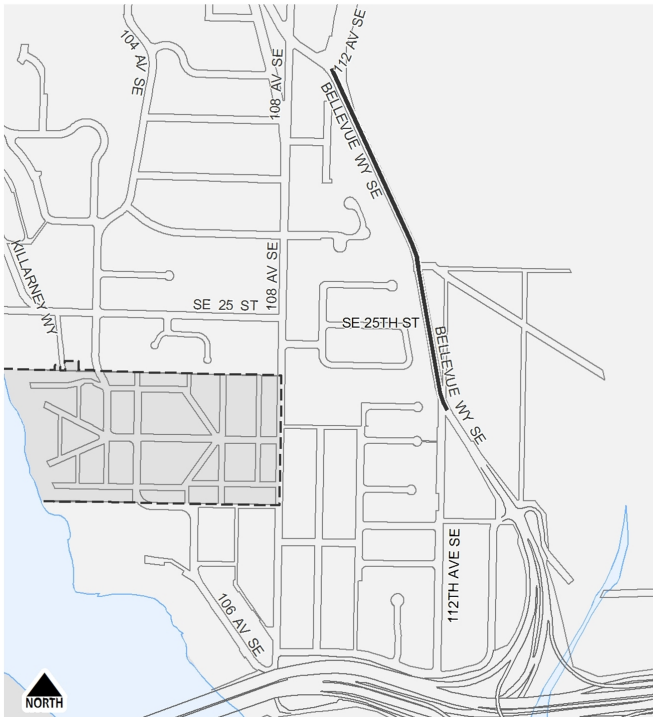 104 AV SE
108 AV SE
112 AV SE
BELLEVUE WY SE
KILLARNEY WY
108 AV SE
SE 25 ST
SE 25TH ST
BELLEVUE WY SE
112TH AVE SE
106 AV SE
NORTH